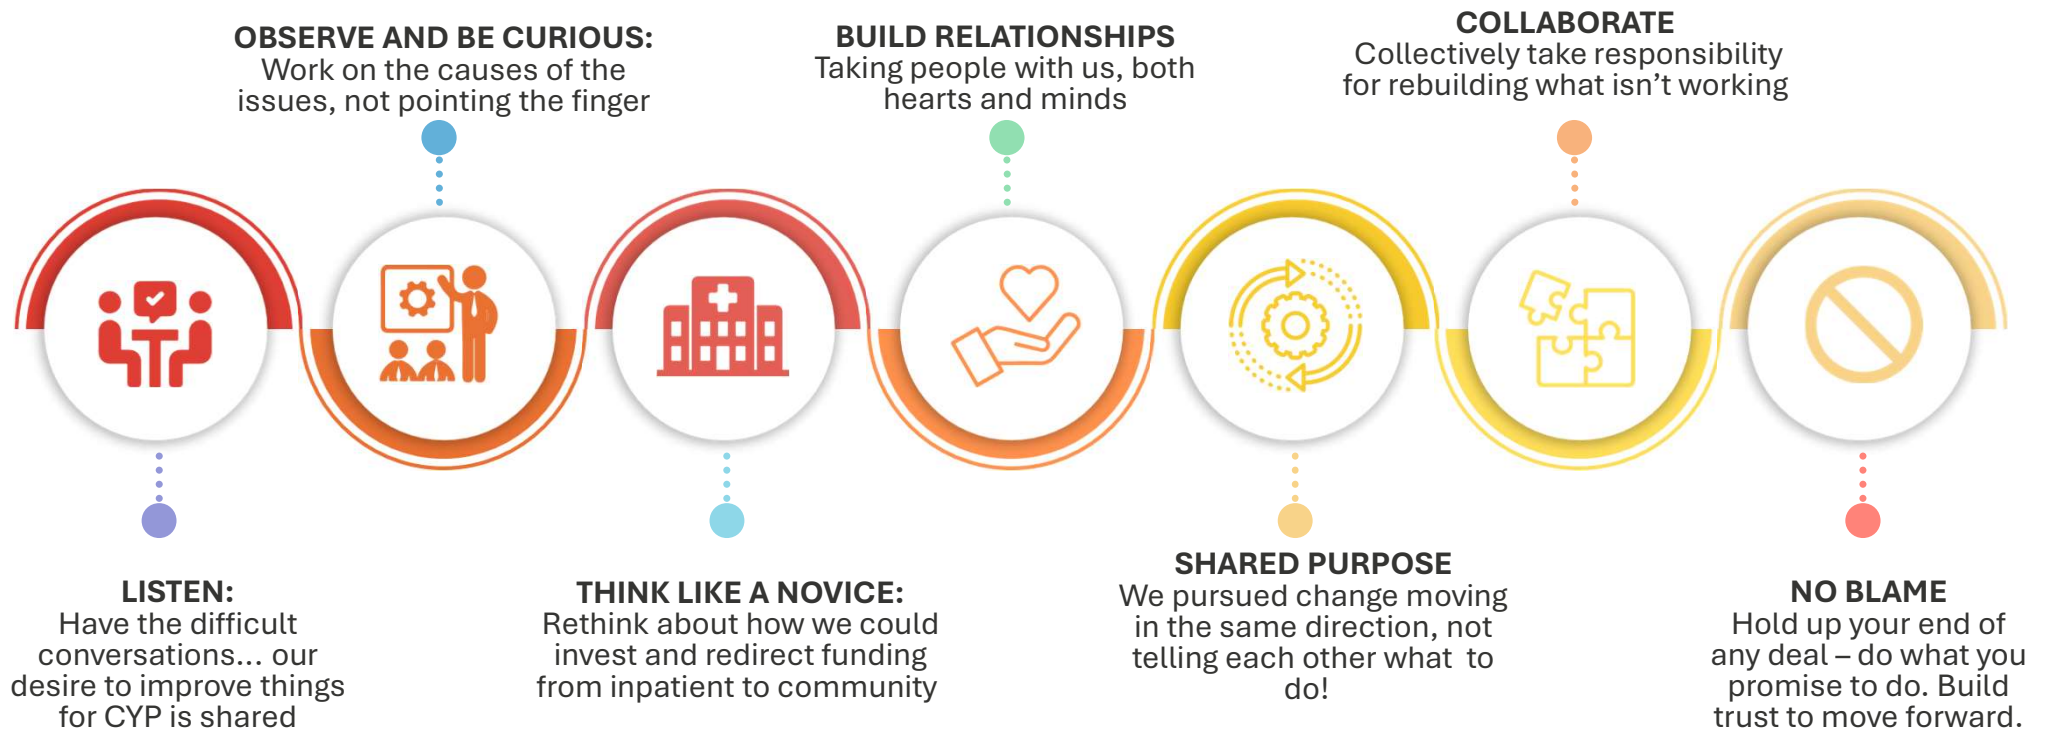 OBSERVE AND BE CURIOUS:
Work on the causes of the
issues, not pointing the finger
BUILD RELATIONSHIPS
Taking people with us, both
hearts and minds
COLLABORATE
Collectively take responsibility
for rebuilding what isn’t working
LISTEN:
Have the difficult
conversations... our
desire to improve things
for CYP is shared
THINK LIKE A NOVICE:
Rethink about how we could
invest and redirect funding
from inpatient to community
SHARED PURPOSE
We pursued change moving
in the same direction, not
telling each other what  to
do!
NO BLAME
Hold up your end of
any deal – do what you
promise to do. Build
trust to move forward.